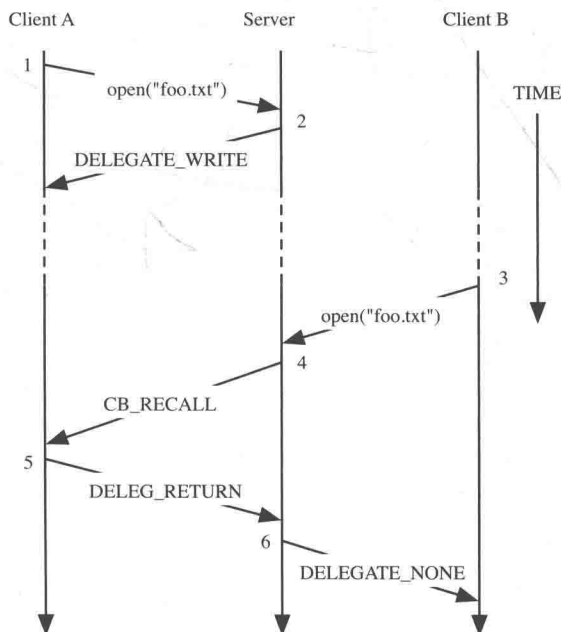 Client A Server Client B
1
open("foo.txt")
TIME
2
DELEGATE_WRITE
3
open("foo.txt")
4
CB_RECALL
5
DELEG_RETURN
6
DELEGATE_NONE